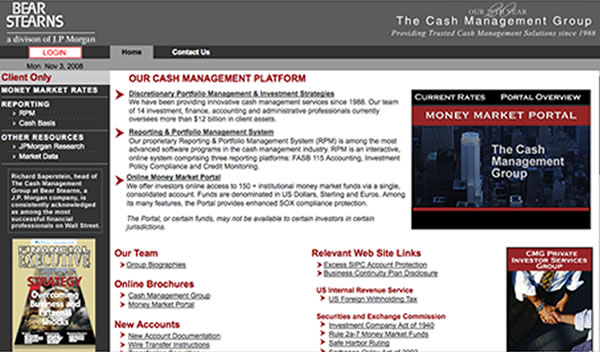 BEAR
STEARNS
a divison of J.P Morgan
OUR 20TH YEAR
The Cash Management Group
Providing Trusted Cash Management Solutions since 1988
LOGIN
Home
Contact Us
Mon Nov 3, 2008
Client Only
MONEY MARKET RATES
REPORTING
RPM
Cash Basis
OTHER RESOURCES
JPMorgan Research
Market Data
Richard Saperstein, head of
The Cash Management
Group at Bear Stearns, a
J.P. Morgan company, is
consistently acknowledged
as among the most
successful financial
professionals on Wall Street.
FINANCIAL
EXECUTIVE
STRATEGY
Overcoming
Business and
External
Shocks
OUR CASH MANAGEMENT PLATFORM
Discretionary Portfolio Management & Investment Strategies
We have been providing innovative cash management services since 1988. Our team
of 14 investment, finance, accounting and administrative professionals currently
oversees more than $12 billion in client assets.
Reporting & Portfolio Management System
Our proprietary Reporting & Portfolio Management System (RPM) is among the most
advanced software programs in the cash management industry. RPM is an interactive,
online system comprising three reporting platforms: FASB 115 Accounting, Investment
Policy Compliance and Credit Monitoring.
Online Money Market Portal
We offer investors online access to 150 + institutional money market funds via a single,
consolidated account. Funds are denominated in US Dollars, Sterling and Euros. Among
its many features, the Portal provides enhanced SOX compliance protection.
The Portal, or certain funds, may not be available to certain investors in certain
jurisdictions.
CURRENT RATES
PORTAL OVERVIEW
MONEY MARKET PORTAL
The Cash
Management
Group
Our Team
Group Biographies
Online Brochures
Cash Management Group
Money Market Portal
New Accounts
New Account Documentation
Wire Transfer Instructions
Relevant Web Site Links
Excess SIPC Account Protection
Business Continuity Plan Disclosure
US Internal Revenue Service
US Foreign Withholding Tax
Securities and Exchange Commission
Investment Company Act of 1940
Rule 2a-7 Money Market Funds
Safe Harbor Ruling
CMG PRIVATE
INVESTOR SERVICES
GROUP